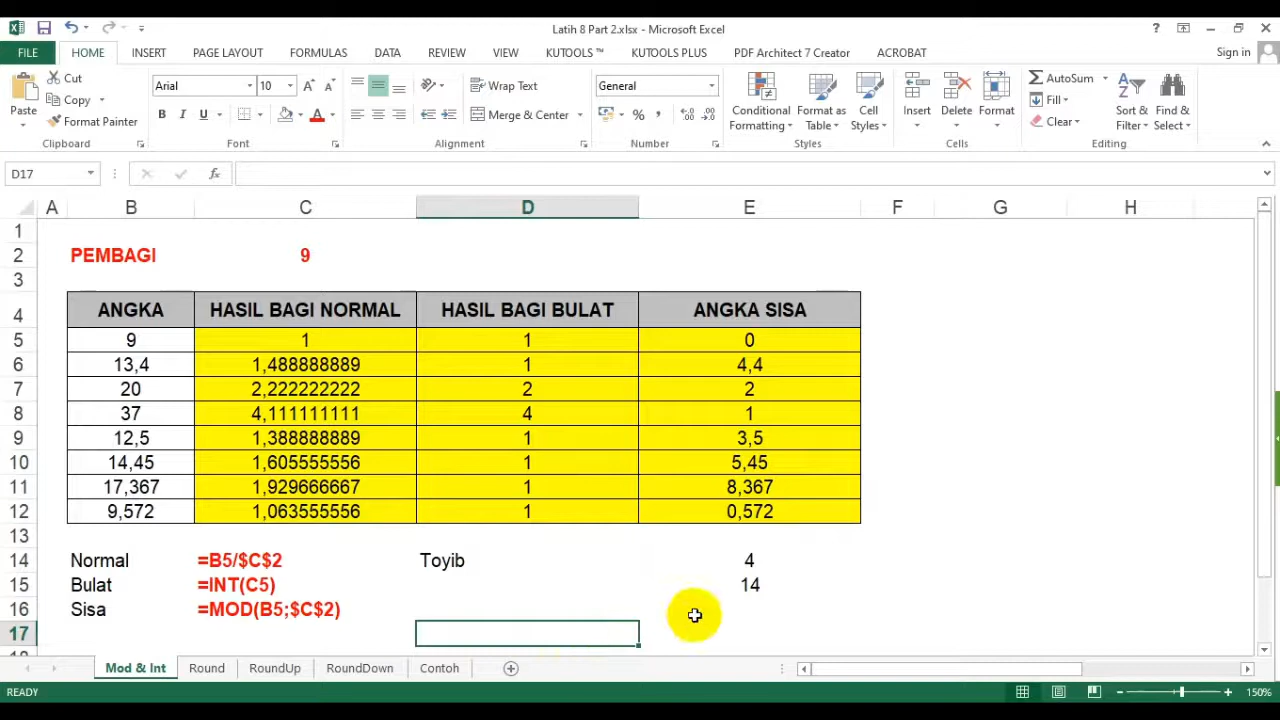 Latih 8 Part 2.xlsx - Microsoft Excel
FILE HOME INSERT PAGE LAYOUT FORMULAS DATA REVIEW VIEW KUTOOLS ™ KUTOOLS PLUS PDF Architect 7 Creator ACROBAT Sign in
Cut
Copy
Format Painter
Paste
Clipboard
Arial 10
B I U
Font
Wrap Text
Merge & Center
Alignment
General
%
Number
Conditional Formatting
Format as Table
Cell Styles
Styles
Insert Delete Format
Cells
AutoSum
Fill
Clear
Sort & Filter
Find & Select
Editing
D17 fx
A B C D E F G H
1
2 PEMBAGI 9
3
4 ANGKA HASIL BAGI NORMAL HASIL BAGI BULAT ANGKA SISA
5 9 1 1 0
6 13,4 1,488888889 1 4,4
7 20 2,222222222 2 2
8 37 4,111111111 4 1
9 12,5 1,388888889 1 3,5
10 14,45 1,605555556 1 5,45
11 17,367 1,929666667 1 8,367
12 9,572 1,063555556 1 0,572
13
14 Normal =B5/$C$2 Toyib 4
15 Bulat =INT(C5) 14
16 Sisa =MOD(B5;$C$2)
17
Mod & Int Round RoundUp RoundDown Contoh
READY 150%